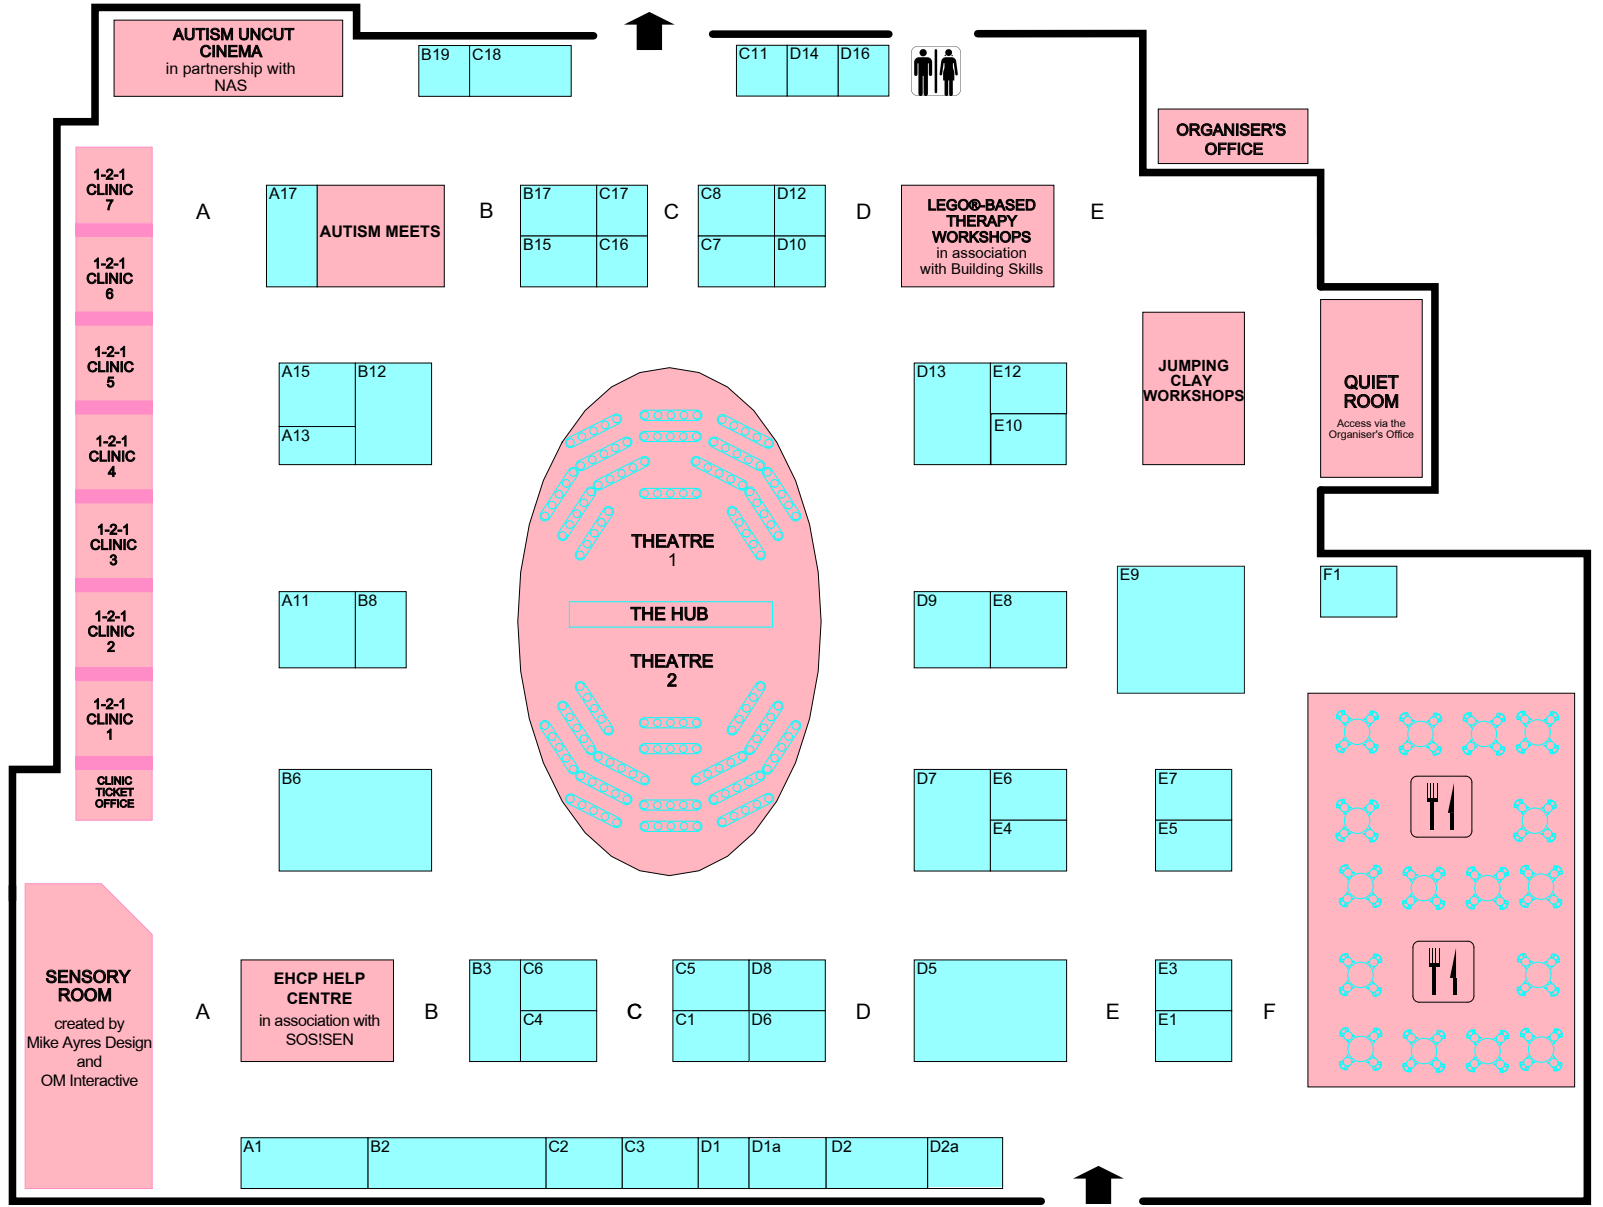 AUTISM UNCUT
CINEMA
in partnership with
NAS
B19
C18
C11
D14
D16
ORGANISER'S
OFFICE
1-2-1
CLINIC
7
1-2-1
CLINIC
6
1-2-1
CLINIC
5
1-2-1
CLINIC
4
1-2-1
CLINIC
3
1-2-1
CLINIC
2
1-2-1
CLINIC
1
CLINIC
TICKET
OFFICE
A
A17
AUTISM MEETS
B
B17
C17
B15
C16
C
C8
D12
C7
D10
D
LEGO®-BASED
THERAPY
WORKSHOPS
in association
with Building Skills
E
A15
B12
A13
D13
E12
E10
JUMPING
CLAY
WORKSHOPS
QUIET
ROOM
Access via the
Organiser's Office
THEATRE
1
THE HUB
THEATRE
2
A11
B8
D9
E8
E9
F1
B6
D7
E6
E4
E7
E5
SENSORY
ROOM
created by
Mike Ayres Design
and
OM Interactive
A
EHCP HELP
CENTRE
in association with
SOS!SEN
B
B3
C6
C4
C
C5
D8
C1
D6
D
D5
E
E3
E1
F
A1
B2
C2
C3
D1
D1a
D2
D2a